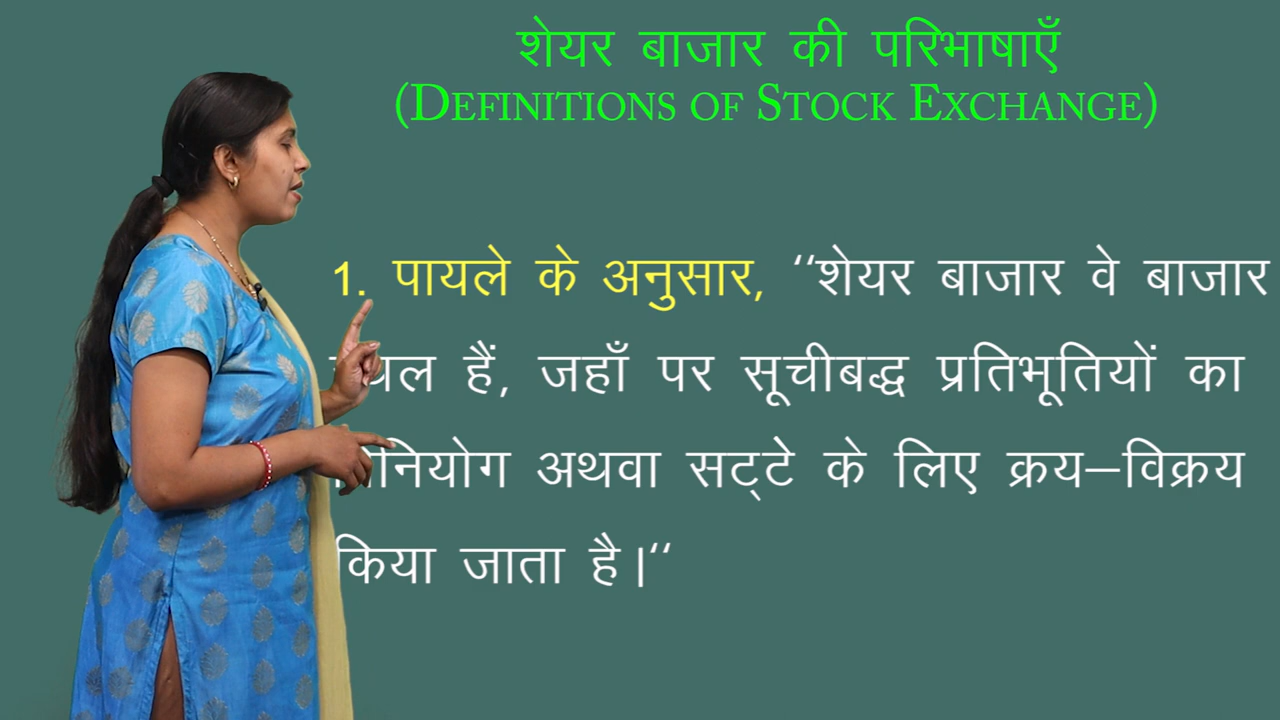 शेयर बाजार की परिभाषाएँ
(DEFINITIONS OF STOCK EXCHANGE)
1. पायले के अनुसार, ‘‘शेयर बाजार वे बाजार
हैं, जहाँ पर सूचीबद्ध प्रतिभूतियों का
अथवा सट्टे के लिए क्रय–विक्रय
किया जाता है।‘‘